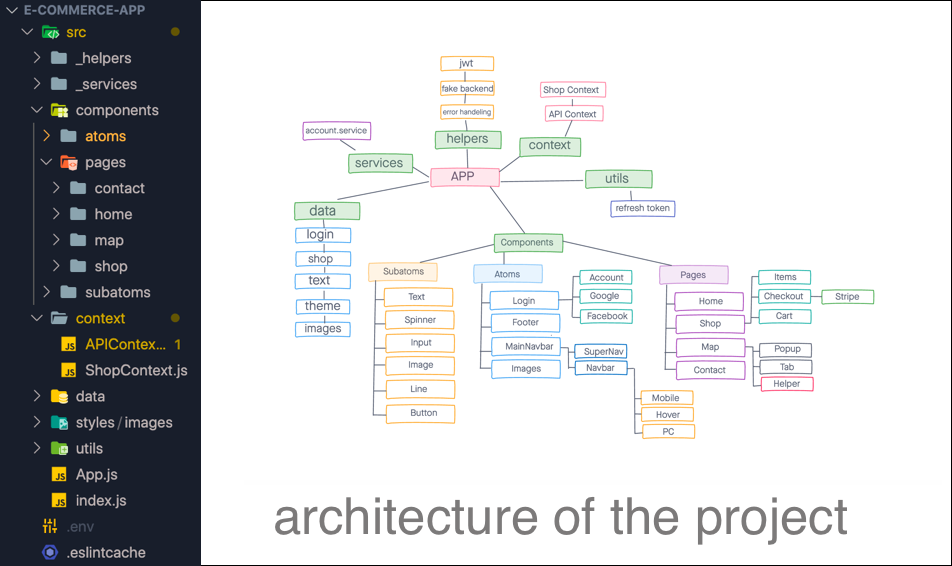 E-COMMERCE-APP
src
_helpers
_services
components
atoms
pages
contact
home
map
shop
subatoms
context
APIContex... 1
JS ShopContext.js
data
styles/images
utils
JS App.js
JS index.js
.env
.eslintcache
jwt
fake backend
error handeling
helpers
Shop Context
API Context
context
account.service
services
APP
utils
refresh token
data
login
shop
text
theme
images
Components
Subatoms
Text
Spinner
Input
Image
Line
Button
Atoms
Login
Footer
MainNavbar
Images
Account
Google
Facebook
SuperNav
Navbar
Mobile
Hover
PC
Pages
Home
Shop
Map
Contact
Items
Checkout
Cart
Stripe
Popup
Tab
Helper
architecture of the project